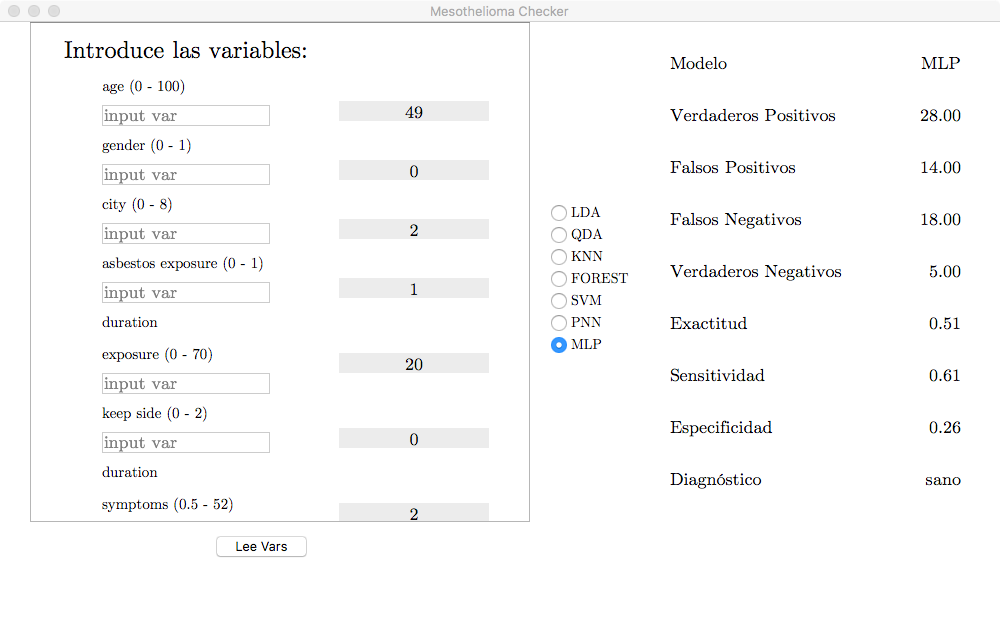 Mesothelioma Checker
Introduce las variables:
age (0 - 100)
input var
49
gender (0 - 1)
input var
0
city (0 - 8)
input var
2
asbestos exposure (0 - 1)
input var
1
duration
exposure (0 - 70)
input var
20
keep side (0 - 2)
input var
0
duration
symptoms (0.5 - 52)
2
Lee Vars
LDA
QDA
KNN
FOREST
SVM
PNN
MLP
Modelo MLP
Verdaderos Positivos 28.00
Falsos Positivos 14.00
Falsos Negativos 18.00
Verdaderos Negativos 5.00
Exactitud 0.51
Sensitividad 0.61
Especificidad 0.26
Diagnóstico sano